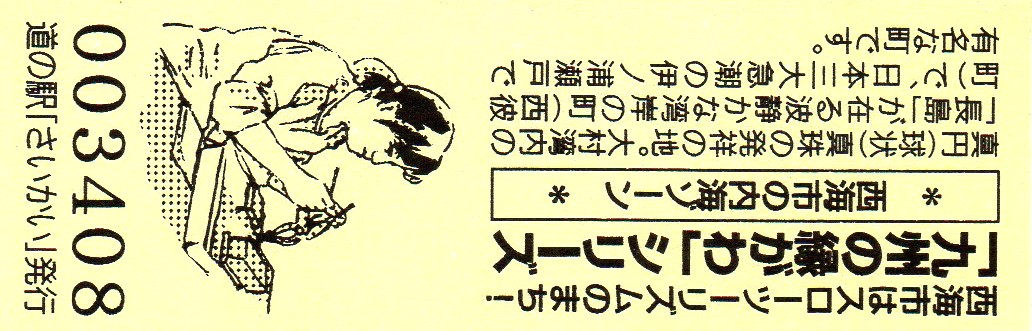 西海市はスローツーリズムのまち！
「九州の縁がわ」シリーズ
* 西海市の内海ゾーン *
真円(球状)真珠の発祥の地。大村湾内の
「長島」が在る波静かな湾岸の町(西彼
町)で、日本三大急潮の伊ノ浦瀬戸で
有名な町です。
003408
道の駅「さいかい」発行